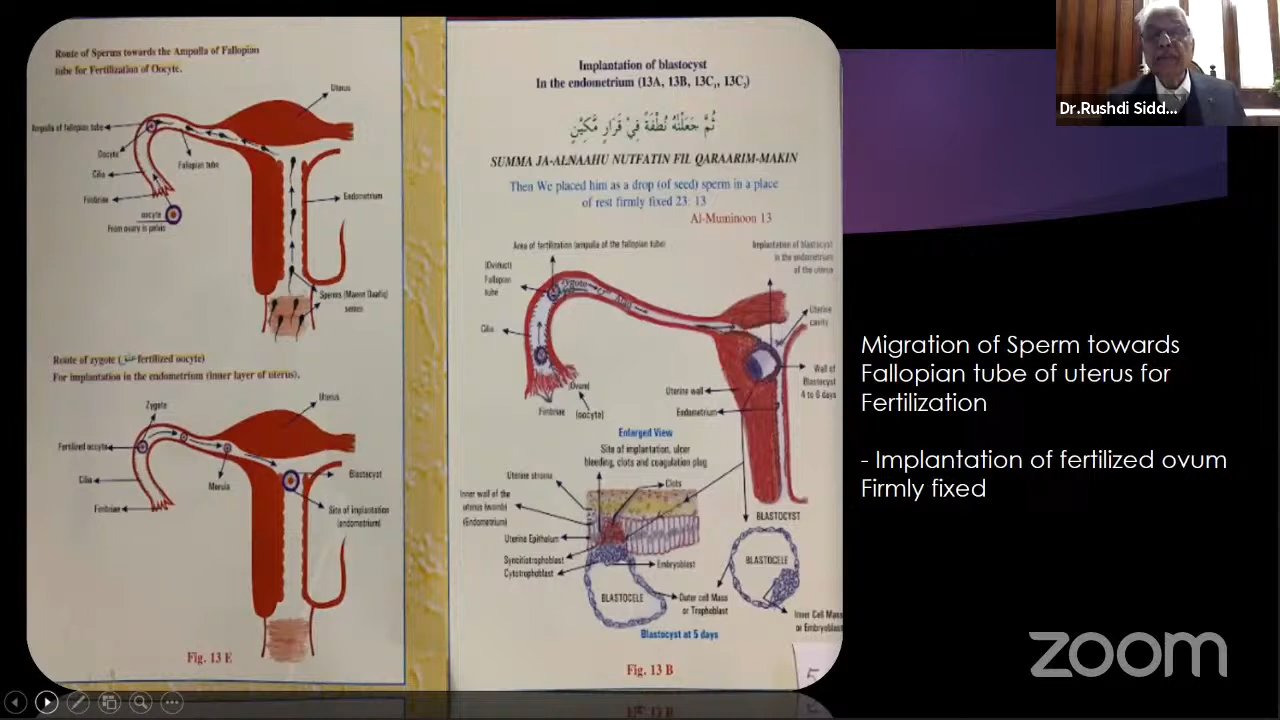 Route of Sperms towards the Ampulla of Fallopian
tube for Fertilization of Oocyte.
Uterus
Ampulla of fallopian tube
Oocyte
Fallopian tube
Cilia
Fimbriae
Endometrium
oocyte
From ovary in pelvis
Sperms (Maeen Daafiq)
semen
Route of zygote (علق fertilized oocyte)
For implantation in the endometrium (inner layer of uterus).
Zygote
Uterus
Fertilized oocyte
Blastocyst
Cilia
Morula
Fimbriae
Site of implantation
(endometrium)
Fig. 13 E
Implantation of blastocyst
In the endometrium (13A, 13B, 13C₁, 13C₂)
ثُمَّ جَعَلْنٰهُ نُطْفَةً فِيْ قَرَارٍ مَّكِيْنٍ
SUMMA JA-ALNAAHU NUTFATIN FIL QARAARIM-MAKIN
Then We placed him as a drop (of seed) sperm in a place
of rest firmly fixed 23: 13
Al-Muminoon 13
Area of fertilization (ampulla of the fallopian tube)
Implantation of blastocyst
in the endometrium
of the uterus
(Oviduct)
Fallopian
tube
Zygote
Uterine
cavity
Cilia
Wall of
Blastocyst
4 to 6 days
Uterine wall
(Ovum)
Fimbriae
(oocyte)
Endometrium
Enlarged View
Site of implantation, ulcer
bleeding, clots and coagulation plug
Uterine stroma
Clots
Inner wall of the
uterus (womb)
(Endometrium)
Uterine Epithelum
BLASTOCYST
Syncitiotrophoblast
Cytotrophoblast
Embryoblast
BLASTOCELE
BLASTOCELE
Outer cell Mass
or Trophoblast
Inner Cell Mass
or Embryoblast
Blastocyst at 5 days
Fig. 13 B
5
Dr.Rushdi Sidd...
Migration of Sperm towards
Fallopian tube of uterus for
Fertilization
- Implantation of fertilized ovum
Firmly fixed
zoom